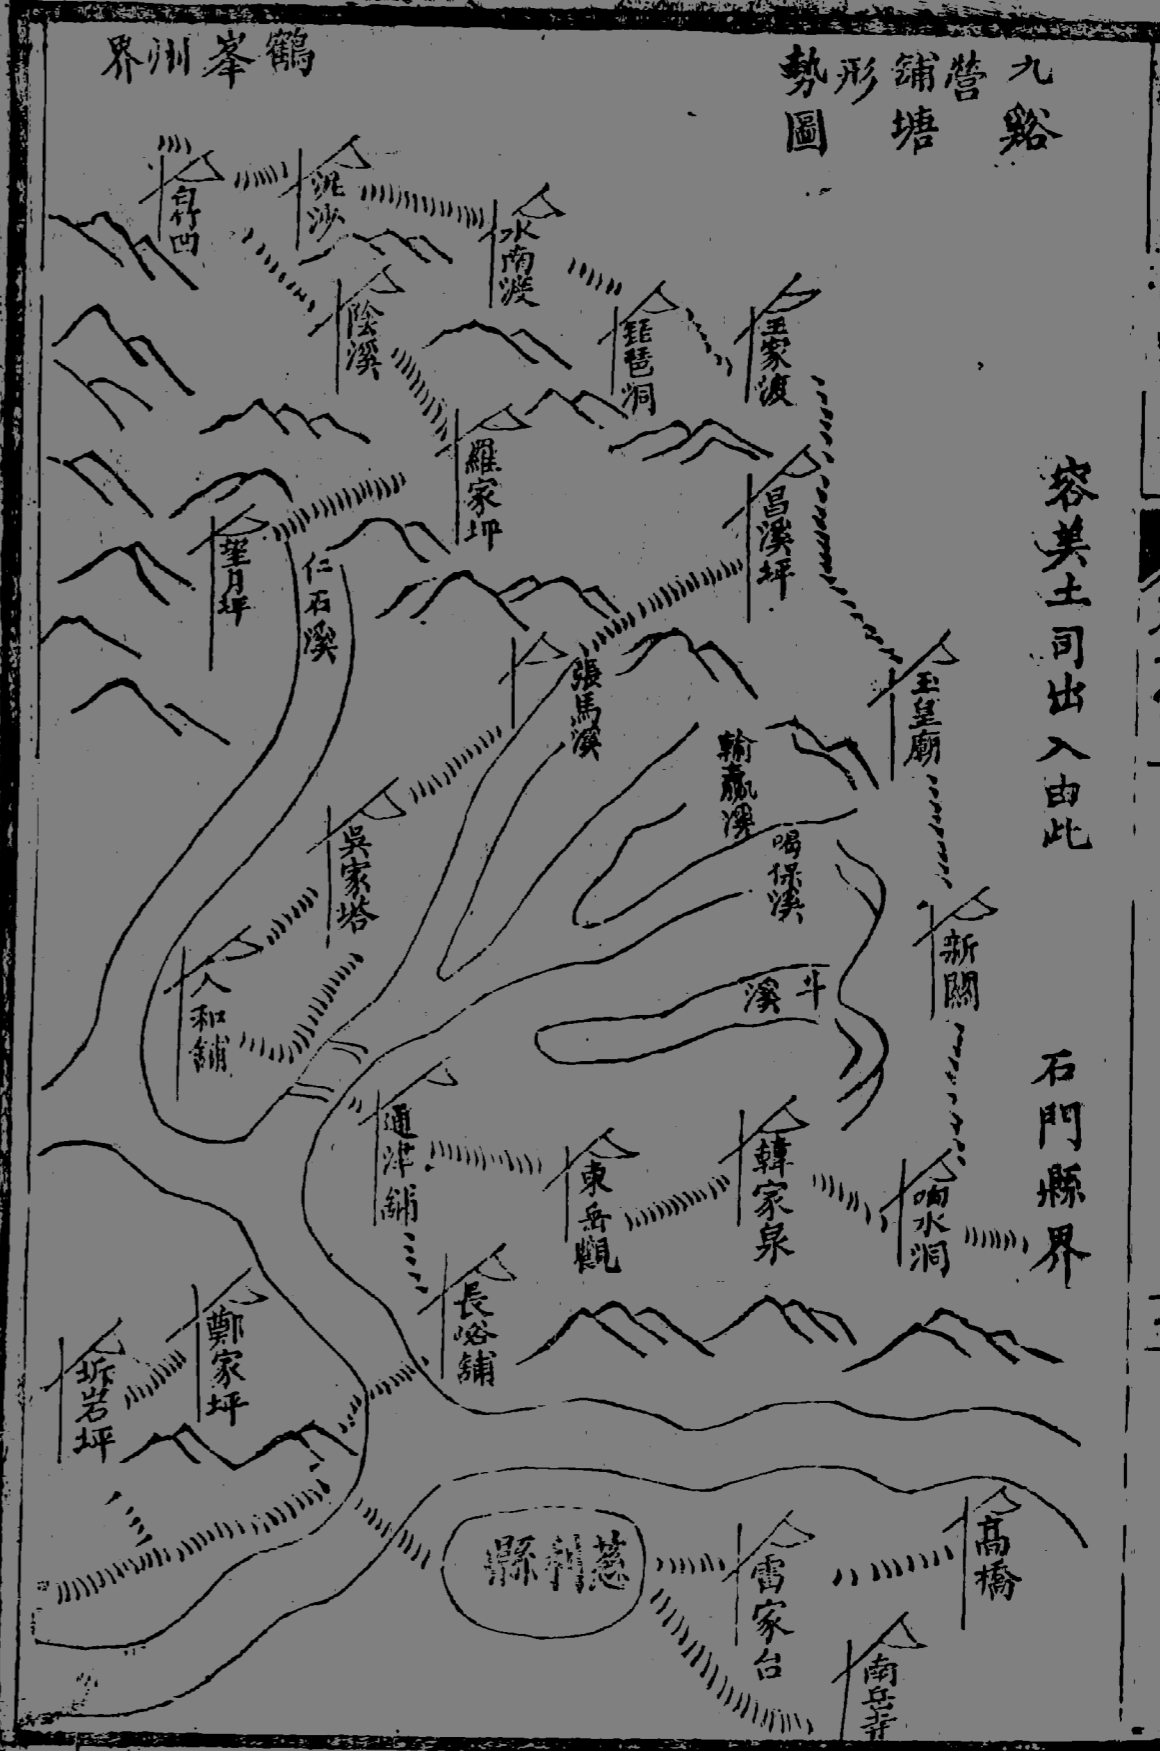 九谿
營
鋪塘
形
勢圖
鶴峯州界
容美土司出入由此
石門縣界
白竹凹
泥沙
水南渡
琵琶洞
王家渡
陰溪
羅家坪
昌溪坪
望月坪
仁石溪
張馬溪
玉皇廟
輸贏溪
喝保溪
吳家塔
新關
人和鋪
斗溪
通津鋪
東岳觀
韓家泉
响水洞
長峪鋪
鄭家坪
坼岩坪
慈利縣
雷家台
高橋
南岳寺